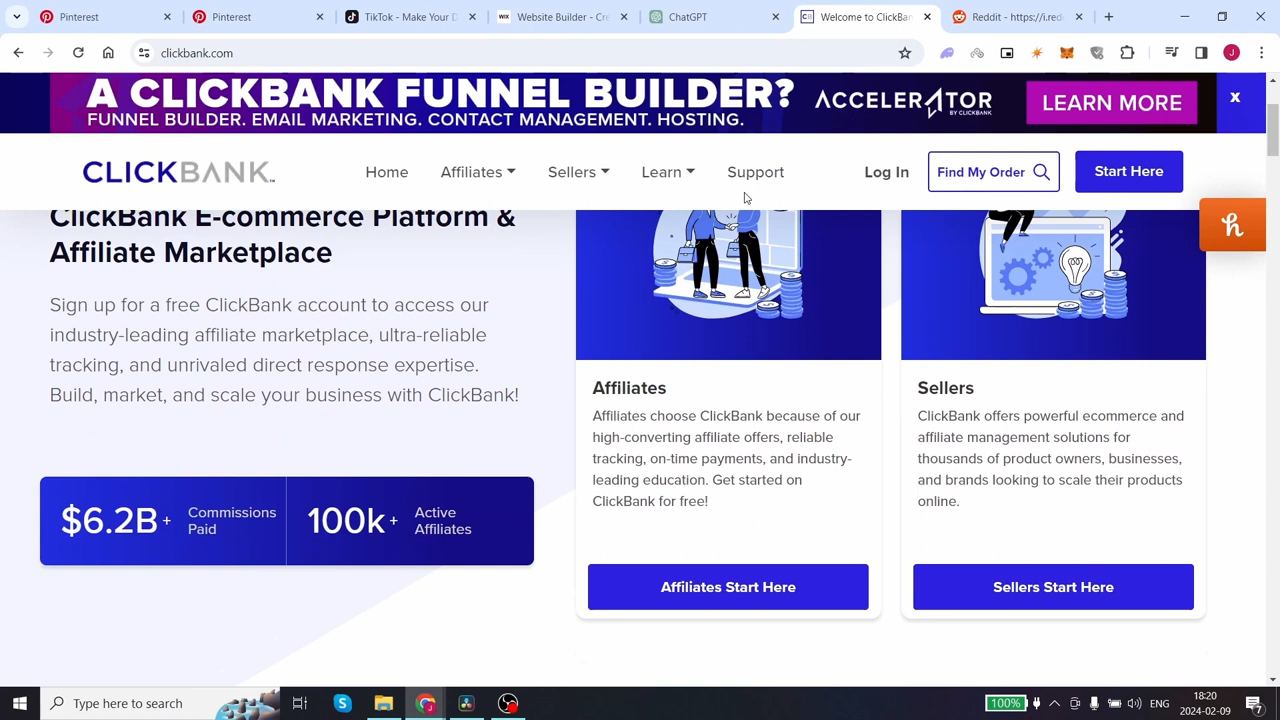 Pinterest
Pinterest
TikTok - Make Your D
Website Builder - Cre
ChatGPT
Welcome to ClickBan
Reddit - https://i.red
clickbank.com
J
A CLICKBANK FUNNEL BUILDER?
FUNNEL BUILDER. EMAIL MARKETING. CONTACT MANAGEMENT. HOSTING.
ACCELER4TOR
BY CLICKBANK
LEARN MORE
X
CLICKBANK
Home
Affiliates
Sellers
Learn
Support
Log In
Find My Order
Start Here
ClickBank E-commerce Platform &
Affiliate Marketplace
Sign up for a free ClickBank account to access our
industry-leading affiliate marketplace, ultra-reliable
tracking, and unrivaled direct response expertise.
Build, market, and scale your business with ClickBank!
$6.2B+
Commissions
Paid
100k+
Active
Affiliates
Affiliates
Affiliates choose ClickBank because of our
high-converting affiliate offers, reliable
tracking, on-time payments, and industry-
leading education. Get started on
ClickBank for free!
Affiliates Start Here
Sellers
ClickBank offers powerful ecommerce and
affiliate management solutions for
thousands of product owners, businesses,
and brands looking to scale their products
online.
Sellers Start Here
h
Type here to search
100%
ENG
18:20
2024-02-09
7